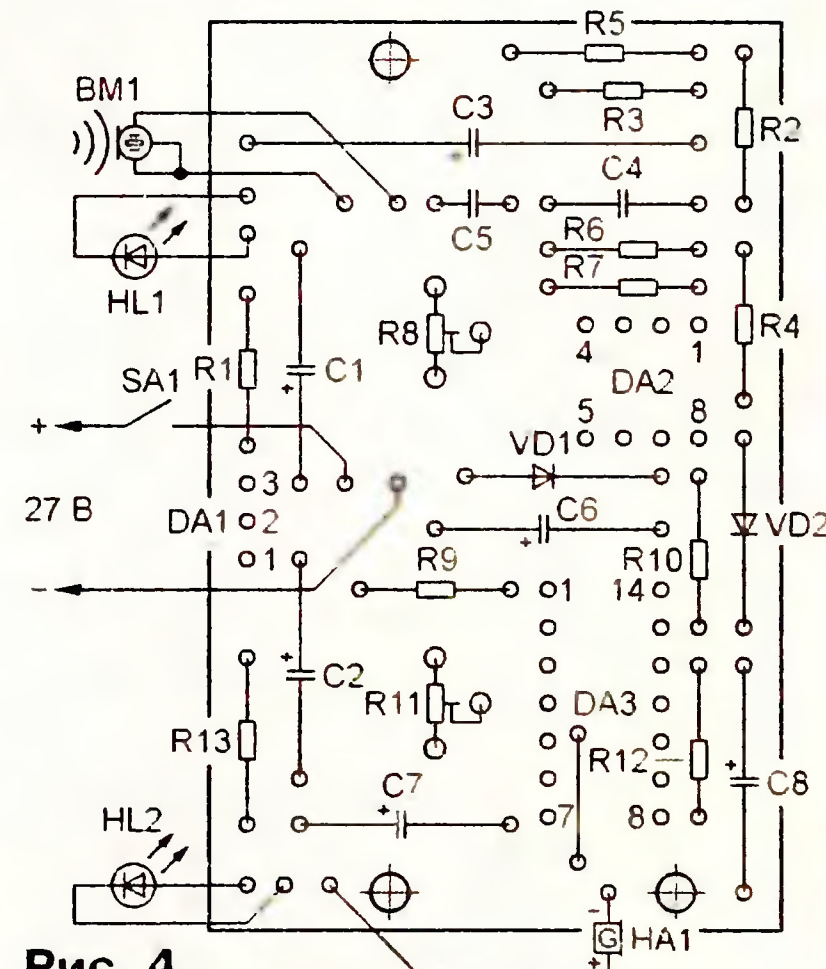 R5
BM1
C3
R3
R2
C4
C5
R6
R7
HL1
R8
R4
4
1
SA1
R1
+
C1
DA2
+
5
8
VD1
3
27 В
DA1
2
C6
VD2
+
1
R9
R10
−
1
14
+
C2
R11
DA3
R13
R12
+
C7
+
C8
HL2
7
8
−
G
HA1
+
Рис. 4